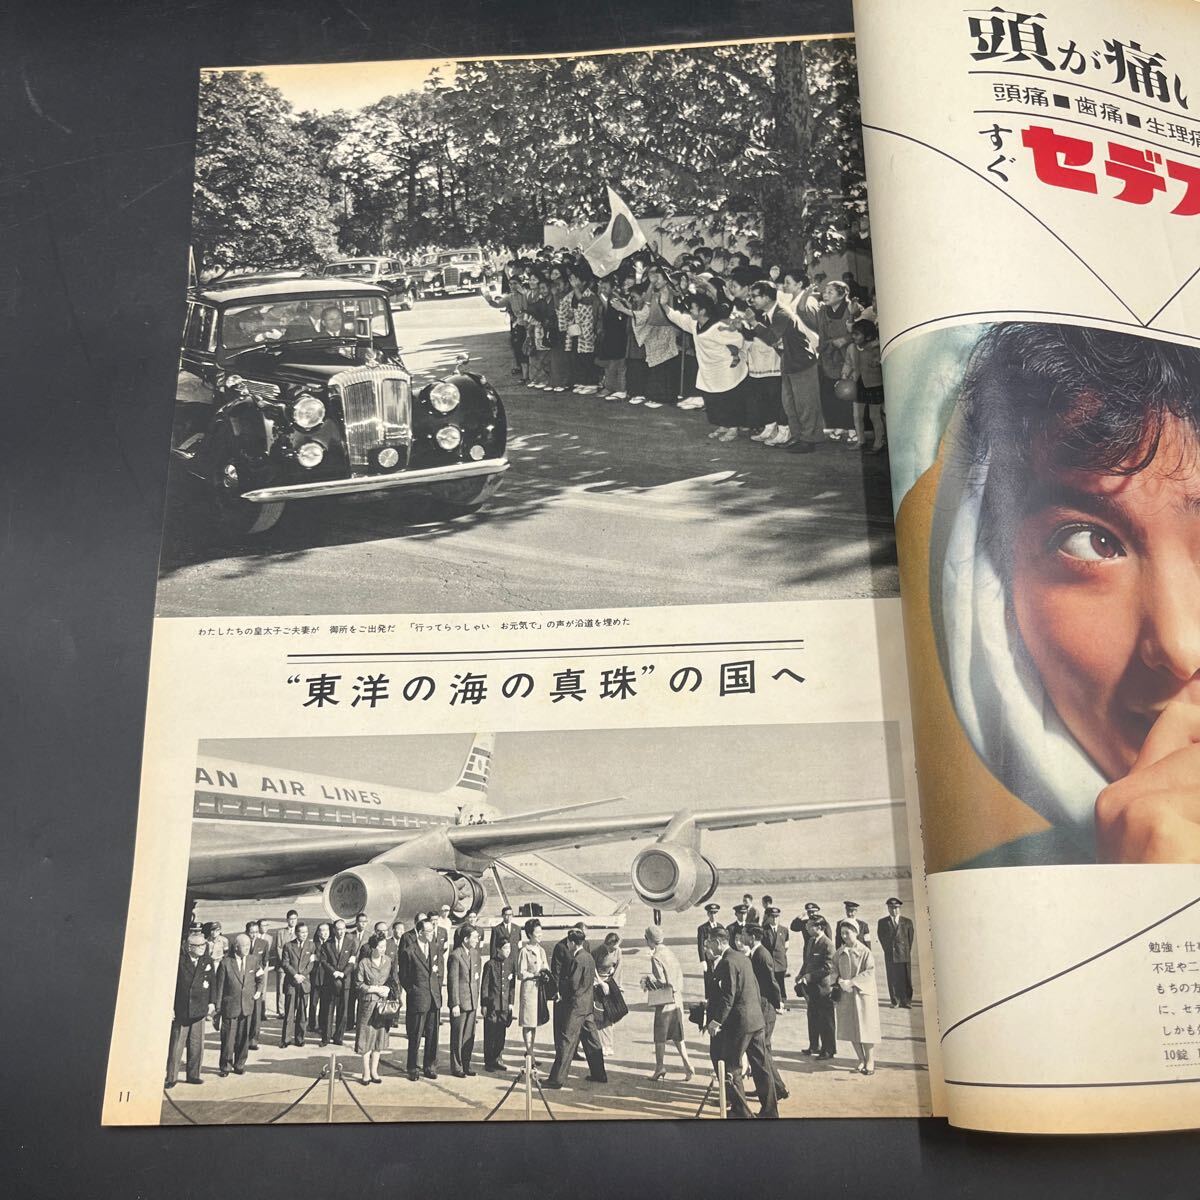 わたしたちの皇太子ご夫妻が　御所をご出発だ　「行ってらっしゃい　お元気で」の声が沿道を埋めた
“東洋の海の真珠”の国へ
AN AIR LINES
JAN
11
頭が痛い
頭痛■歯痛■生理痛
すぐ
セデス
勉強・仕事
不足や二
もちの方
に、セデ
しかも
10錠